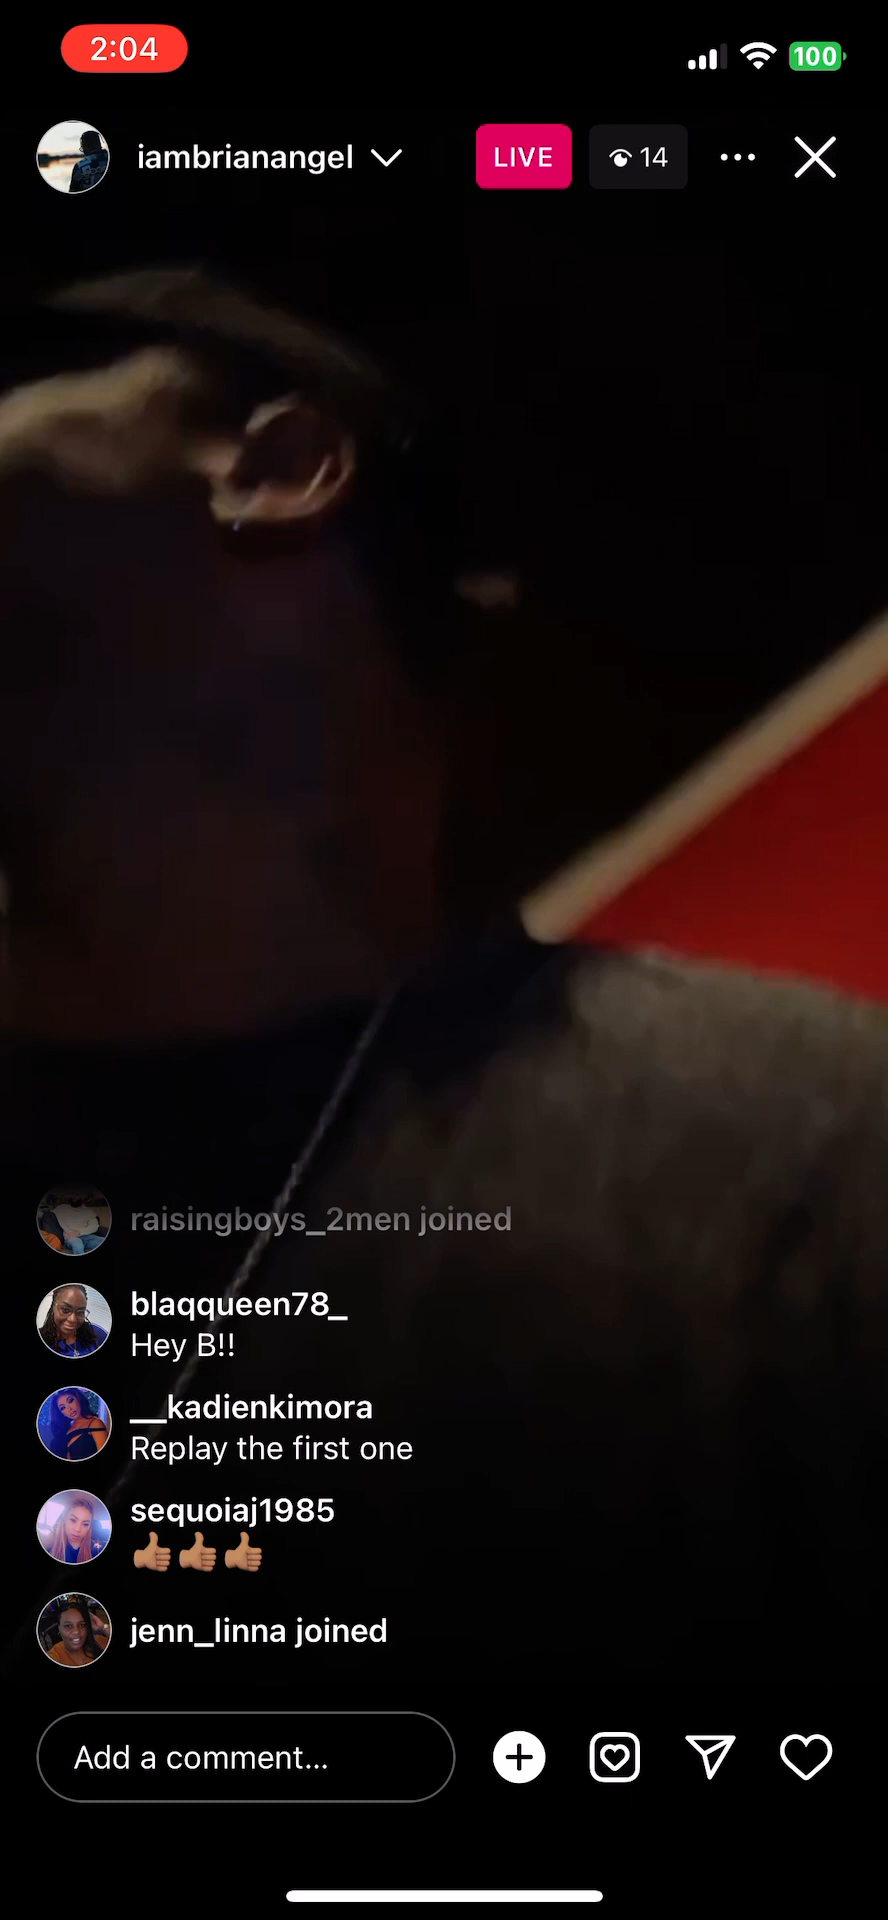 2:04
100
iambrianangel
LIVE
14
raisingboys_2men joined
blaqqueen78_
Hey B!!
__kadienkimora
Replay the first one
sequoiaj1985
👍🏽👍🏽👍🏽
jenn_linna joined
Add a comment...